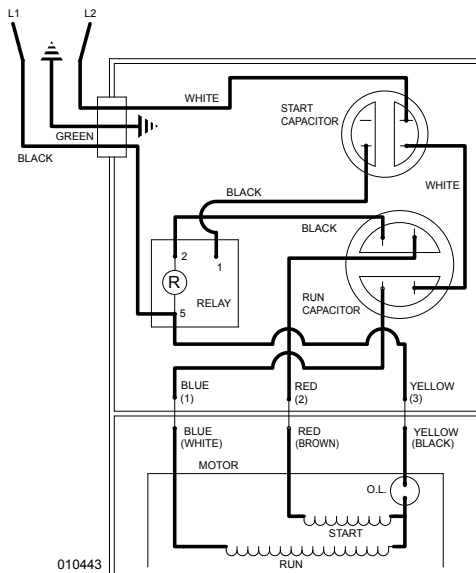 L1
L2
WHITE
GREEN
BLACK
START
CAPACITOR
WHITE
BLACK
BLACK
2
1
R
5
RELAY
RUN
CAPACITOR
BLUE
(1)
RED
(2)
YELLOW
(3)
BLUE
(WHITE)
RED
(BROWN)
YELLOW
(BLACK)
MOTOR
O.L.
START
RUN
010443